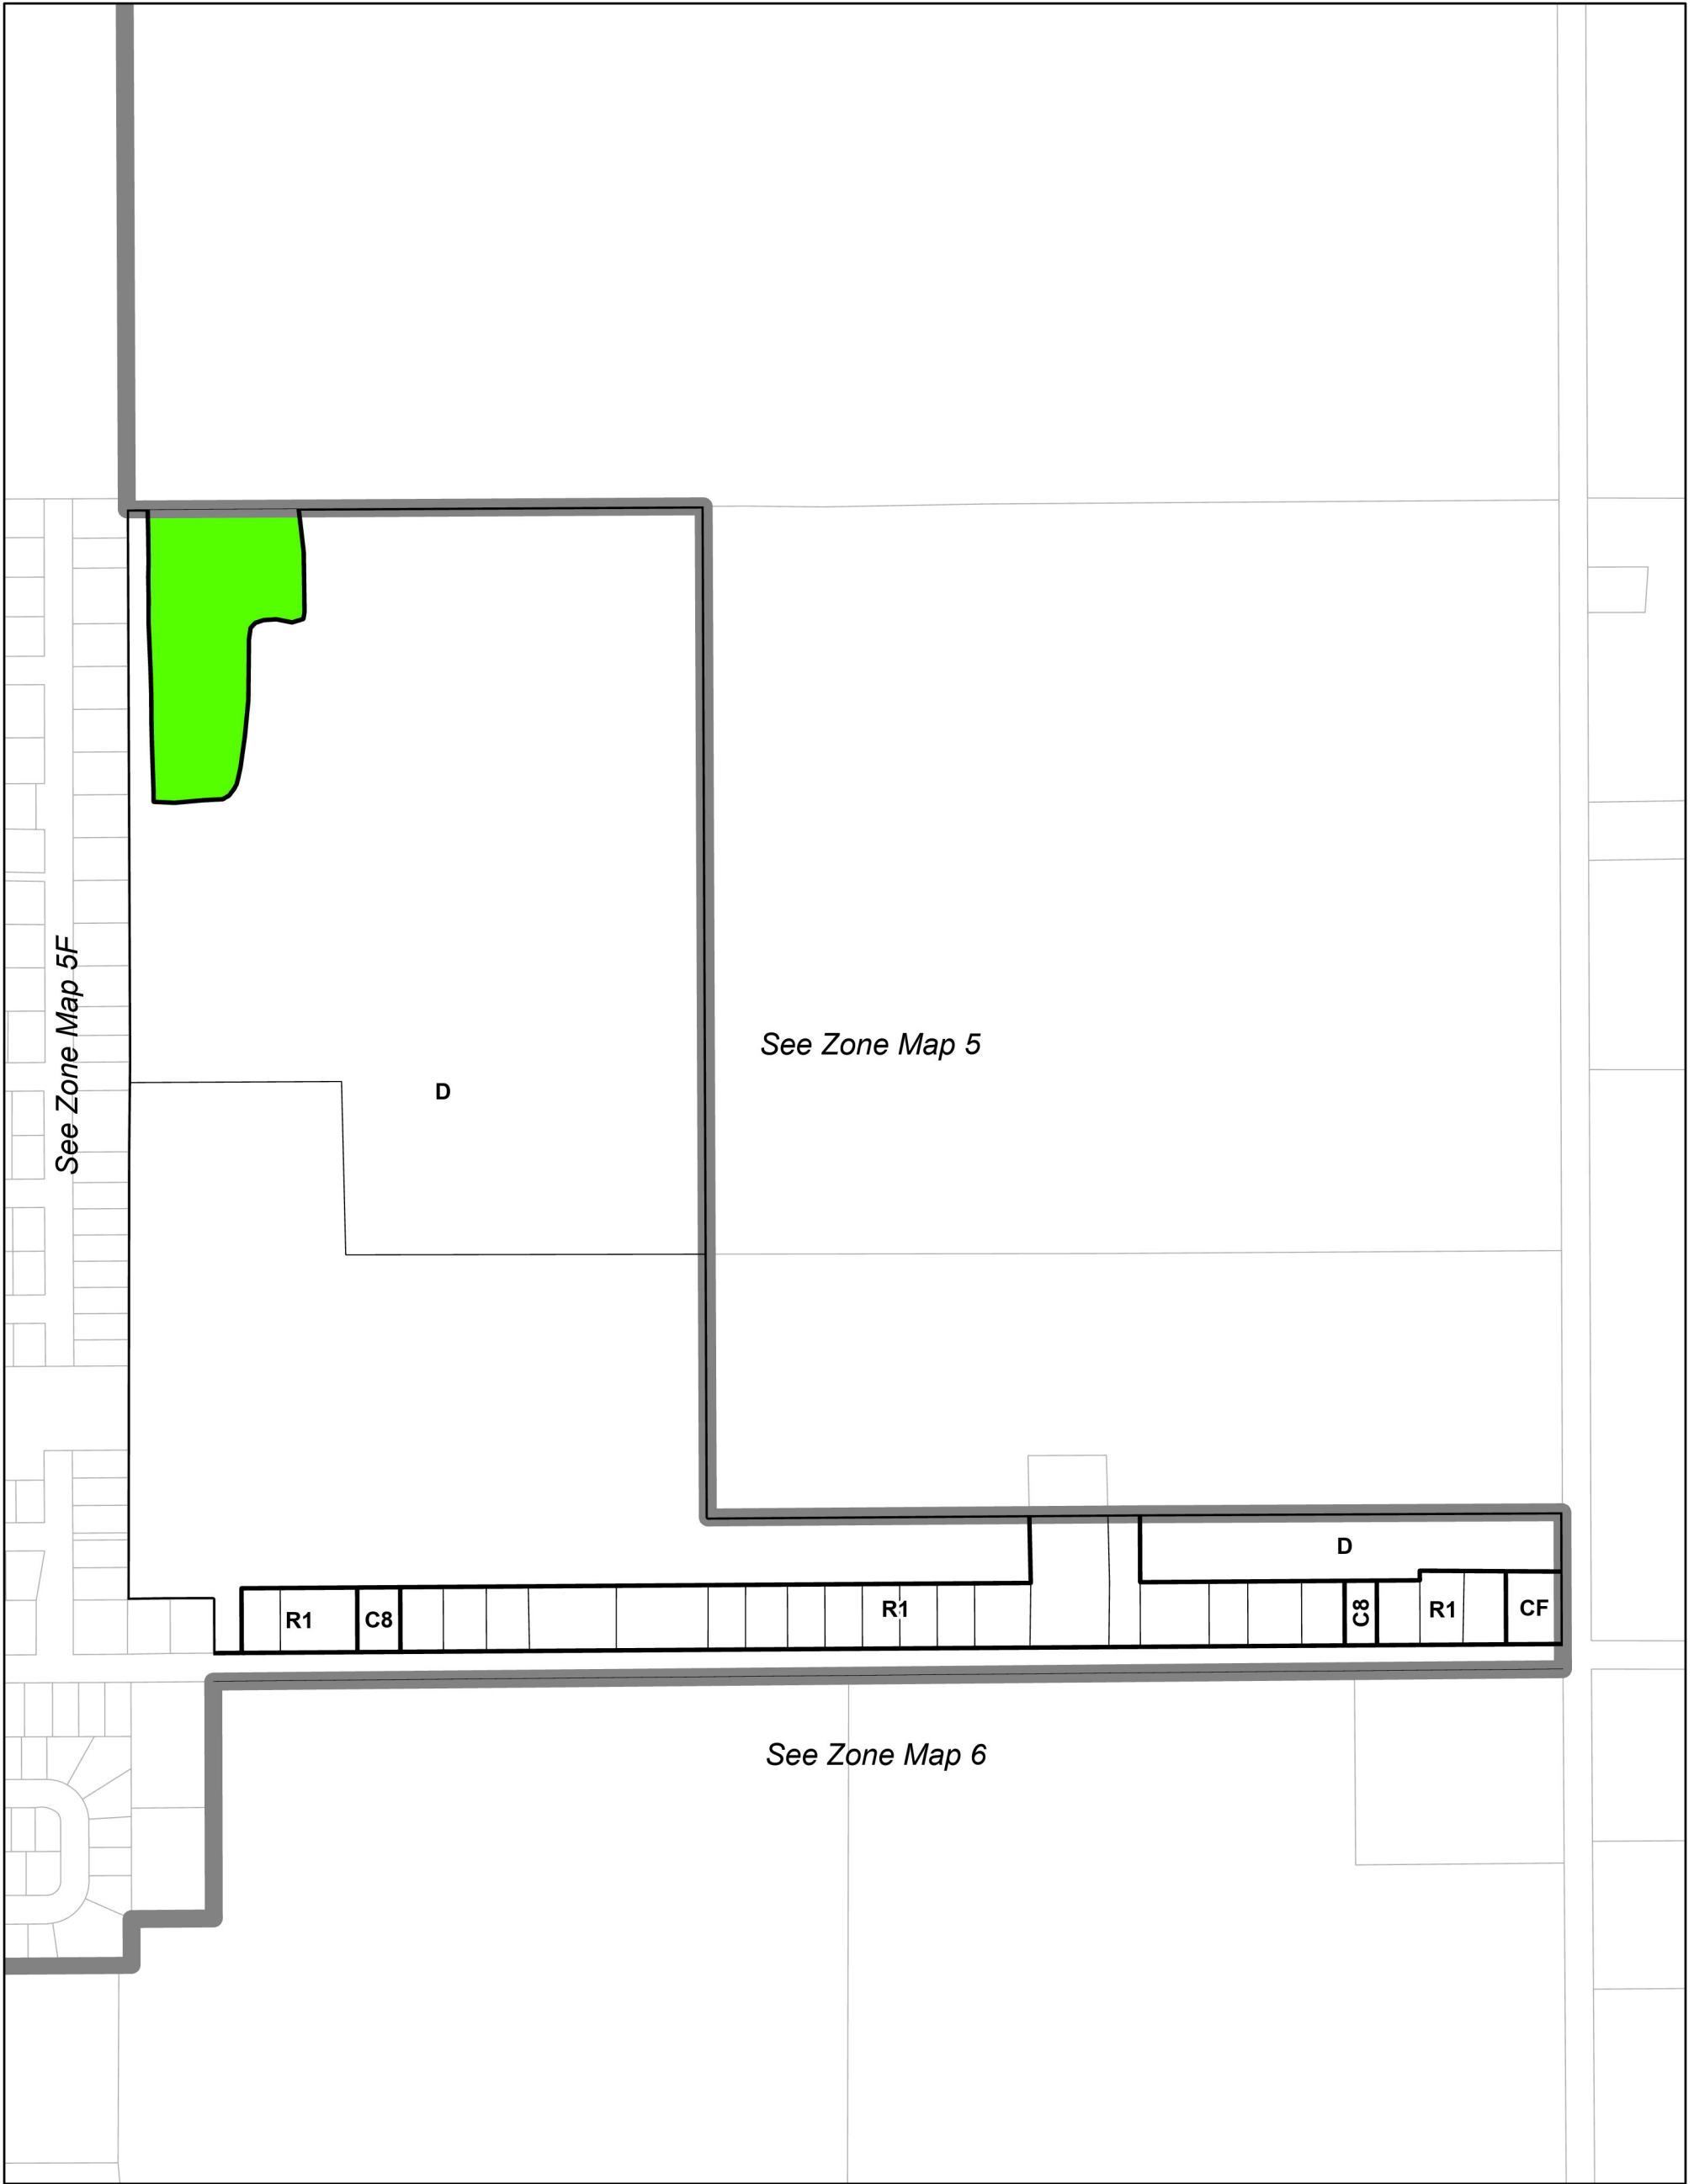 See Zone Map 5F
See Zone Map 5
D
D
R1
C8
R1
C8
R1
CF
See Zone Map 6